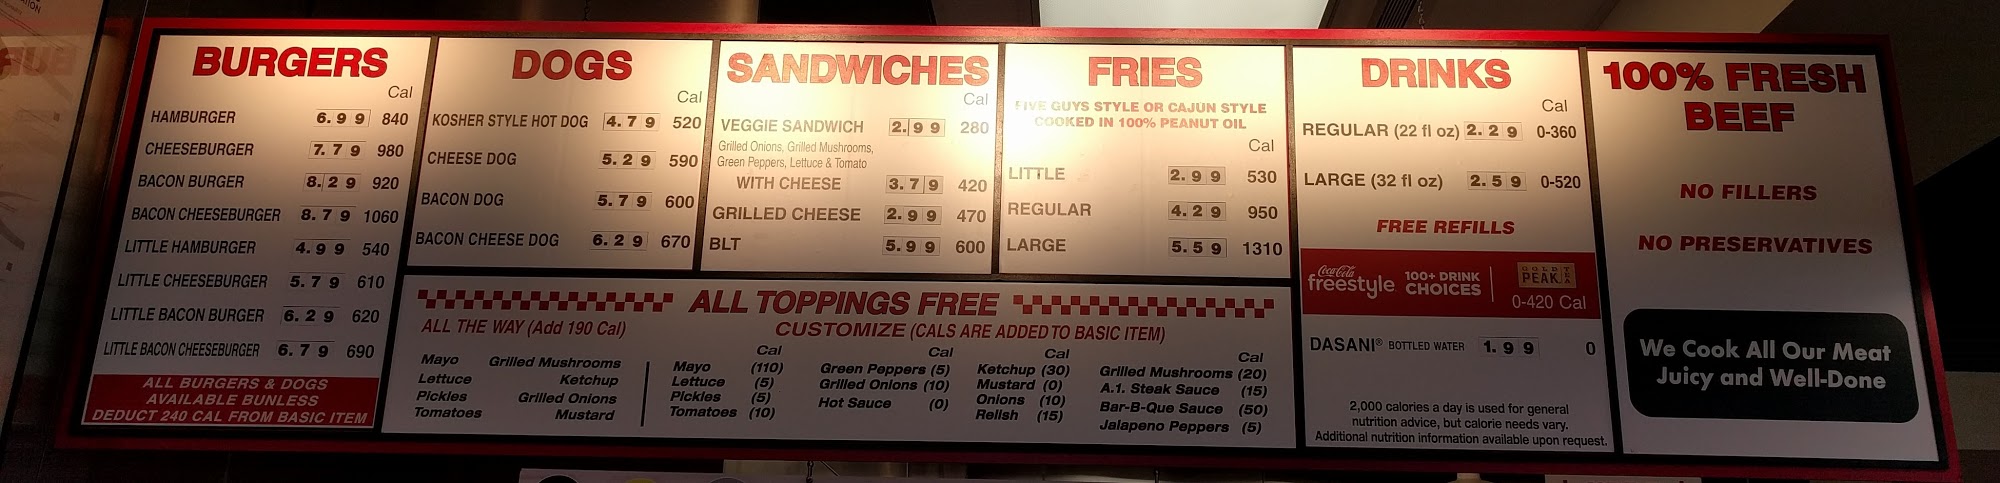 BURGERS
Cal
HAMBURGER 6.99 840
CHEESEBURGER 7.79 980
BACON BURGER 8.29 920
BACON CHEESEBURGER 8.79 1060
LITTLE HAMBURGER 4.99 540
LITTLE CHEESEBURGER 5.79 610
LITTLE BACON BURGER 6.29 620
LITTLE BACON CHEESEBURGER 6.79 690
ALL BURGERS & DOGS
AVAILABLE BUNLESS
DEDUCT 240 CAL FROM BASIC ITEM
DOGS
Cal
KOSHER STYLE HOT DOG 4.79 520
CHEESE DOG 5.29 590
BACON DOG 5.79 600
BACON CHEESE DOG 6.29 670
SANDWICHES
Cal
VEGGIE SANDWICH 2.99 280
Grilled Onions, Grilled Mushrooms,
Green Peppers, Lettuce & Tomato
WITH CHEESE 3.79 420
GRILLED CHEESE 2.99 470
BLT 5.99 600
FRIES
FIVE GUYS STYLE OR CAJUN STYLE
COOKED IN 100% PEANUT OIL
Cal
LITTLE 2.99 530
REGULAR 4.29 950
LARGE 5.59 1310
ALL TOPPINGS FREE
ALL THE WAY (Add 190 Cal)
Mayo Grilled Mushrooms
Lettuce Ketchup
Pickles Grilled Onions
Tomatoes Mustard
CUSTOMIZE (CALS ARE ADDED TO BASIC ITEM)
Cal
Mayo (110)
Lettuce (5)
Pickles (5)
Tomatoes (10)
Cal
Green Peppers (5)
Grilled Onions (10)
Hot Sauce (0)
Cal
Ketchup (30)
Mustard (0)
Onions (10)
Relish (15)
Cal
Grilled Mushrooms (20)
A.1. Steak Sauce (15)
Bar-B-Que Sauce (50)
Jalapeno Peppers (5)
DRINKS
Cal
REGULAR (22 fl oz) 2.29 0-360
LARGE (32 fl oz) 2.59 0-520
FREE REFILLS
Coca-Cola
freestyle
100+ DRINK
CHOICES
GOLD
PEAK
TEA
0-420 Cal
DASANI® BOTTLED WATER 1.99 0
2,000 calories a day is used for general
nutrition advice, but calorie needs vary.
Additional nutrition information available upon request.
100% FRESH
BEEF
NO FILLERS
NO PRESERVATIVES
We Cook All Our Meat
Juicy and Well-Done